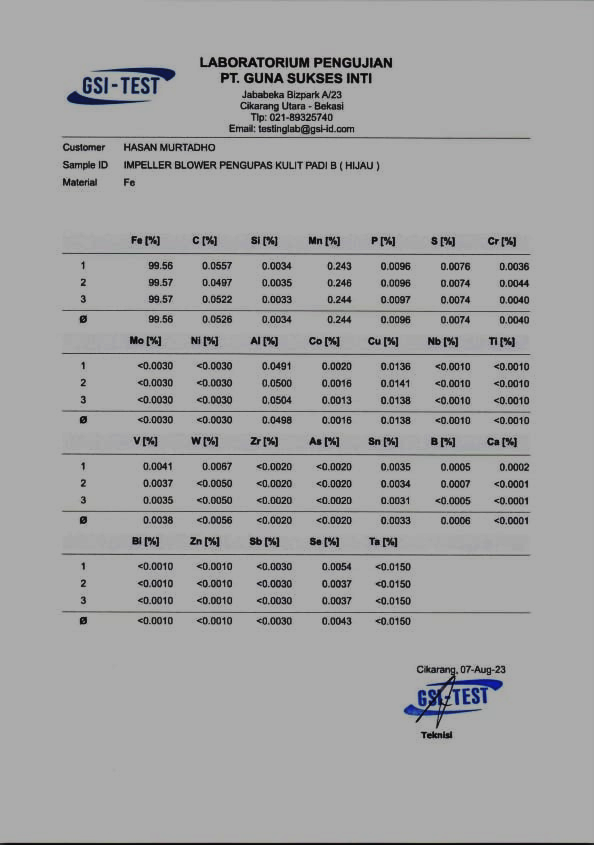 GSI-TEST
LABORATORIUM PENGUJIAN
PT. GUNA SUKSES INTI
Jababeka Bizpark A/23
Cikarang Utara - Bekasi
Tlp: 021-89325740
Email: testinglab@gsi-id.com
Customer HASAN MURTADHO
Sample ID IMPELLER BLOWER PENGUPAS KULIT PADI B ( HIJAU )
Material Fe
Fe [%] C [%] Si [%] Mn [%] P [%] S [%] Cr [%]
1 99.56 0.0557 0.0034 0.243 0.0096 0.0076 0.0036
2 99.57 0.0497 0.0035 0.246 0.0096 0.0074 0.0044
3 99.57 0.0522 0.0033 0.244 0.0097 0.0072 0.0040
Ø 99.56 0.0526 0.0034 0.244 0.0096 0.0074 0.0040
Mo [%] Ni [%] Al [%] Co [%] Cu [%] Nb [%] Ti [%]
1 <0.0030 <0.0030 0.0491 0.0020 0.0136 <0.0010 <0.0010
2 <0.0030 <0.0030 0.0500 0.0016 0.0141 <0.0010 <0.0010
3 <0.0030 <0.0030 0.0504 0.0013 0.0138 <0.0010 <0.0010
Ø <0.0030 <0.0030 0.0498 0.0016 0.0138 <0.0010 <0.0010
V [%] W [%] Zr [%] As [%] Sn [%] B [%] Ca [%]
1 0.0041 0.0067 <0.0020 <0.0020 0.0035 0.0005 0.0002
2 0.0037 <0.0050 <0.0020 <0.0020 0.0034 0.0007 <0.0001
3 0.0035 <0.0050 <0.0020 <0.0020 0.0031 <0.0005 <0.0001
Ø 0.0038 <0.0056 <0.0020 <0.0020 0.0033 0.0006 <0.0001
Bi [%] Zn [%] Sb [%] Se [%] Ta [%]
1 <0.0010 <0.0010 <0.0030 0.0054 <0.0150
2 <0.0010 <0.0010 <0.0030 0.0037 <0.0150
3 <0.0010 <0.0010 <0.0030 0.0037 <0.0150
Ø <0.0010 <0.0010 <0.0030 0.0043 <0.0150
Cikarang, 07-Aug-23
GSI-TEST
Teknisi